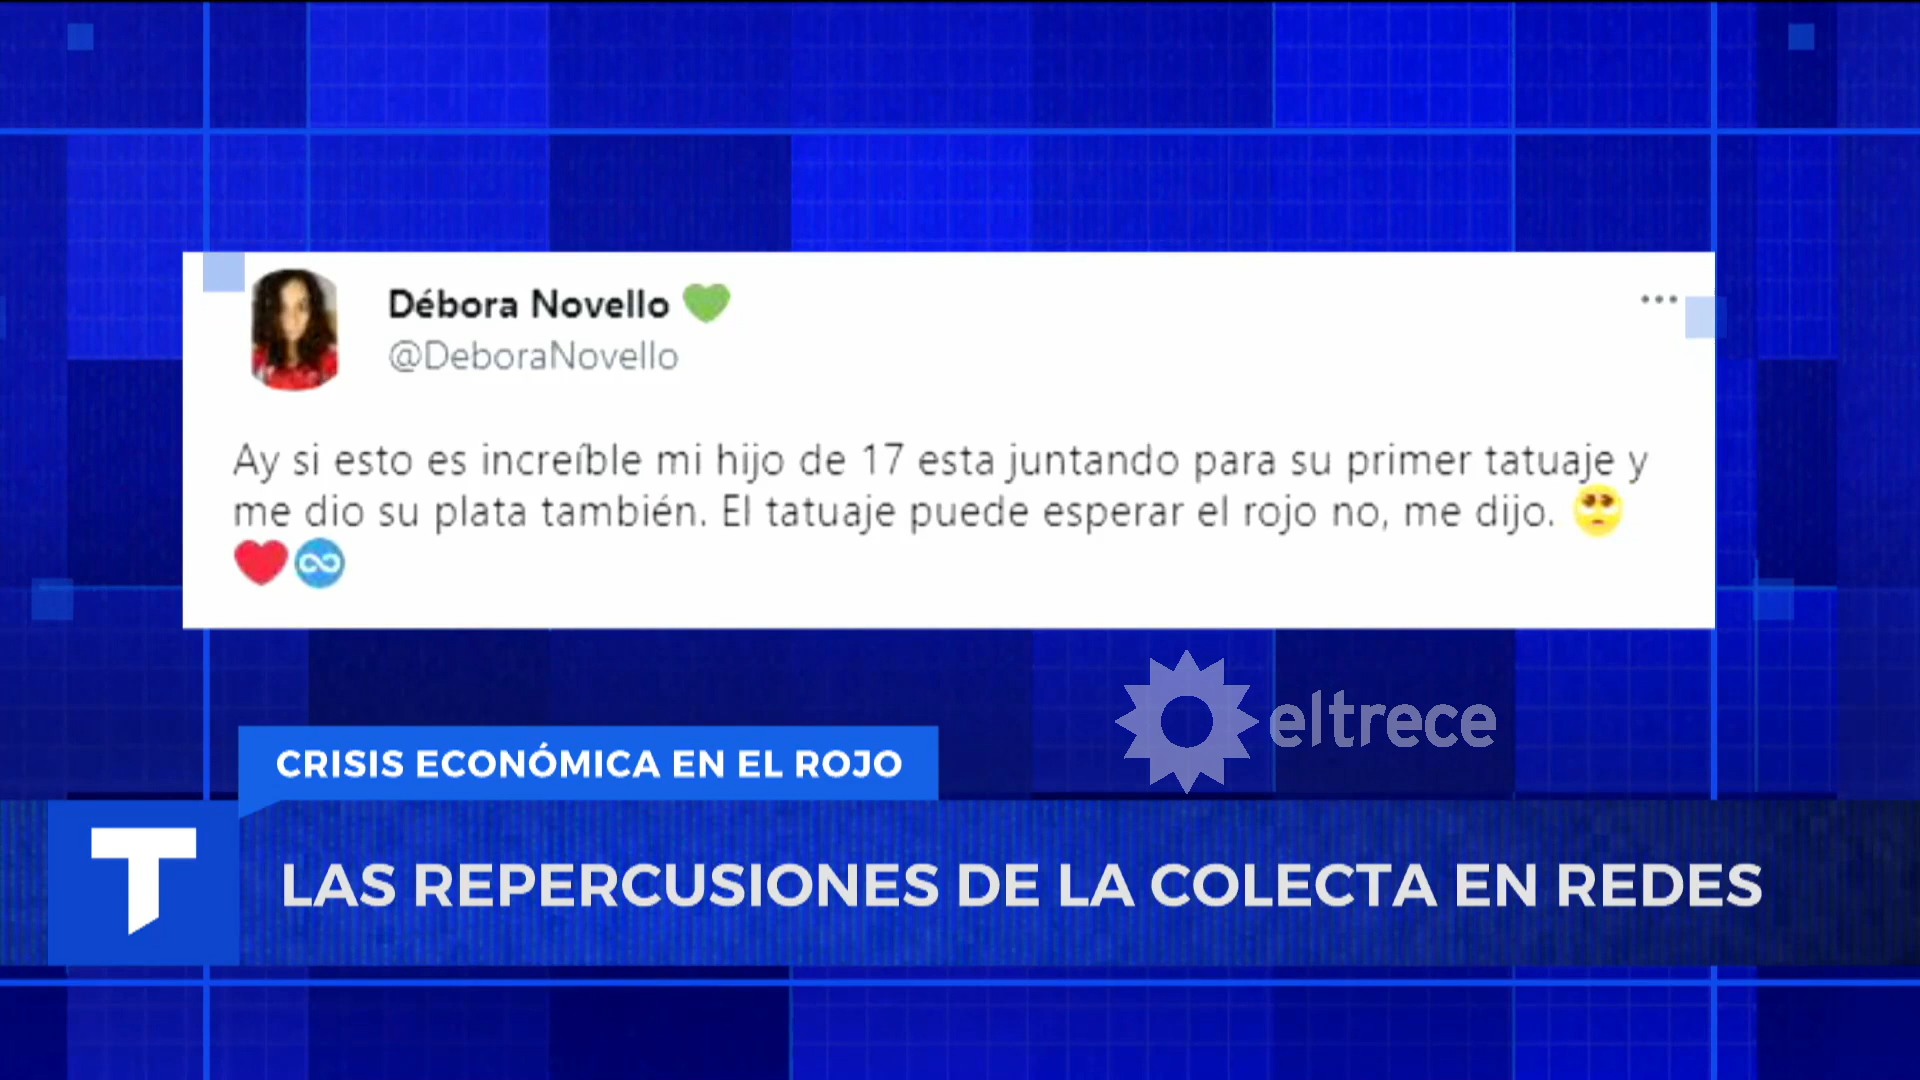 Débora Novello 💚
@DeboraNovello
Ay si esto es increíble mi hijo de 17 esta juntando para su primer tatuaje y
me dio su plata también. El tatuaje puede esperar el rojo no, me dijo. 🥺
❤️♾️
eltrece
CRISIS ECONÓMICA EN EL ROJO
T
LAS REPERCUSIONES DE LA COLECTA EN REDES